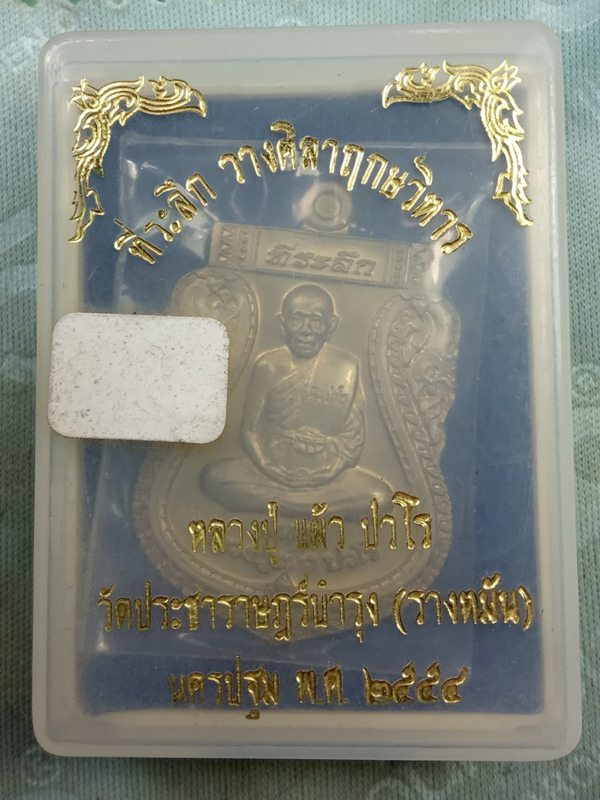 ที่ระลึก วางศิลาฤกษ์วิหาร
ที่ระลึก
หลวงปู่ แผ้ว ปวโร
วัดประชาราษฎร์บำรุง (รางหมัน)
นครปฐม พ.ศ. ๒๕๕๔